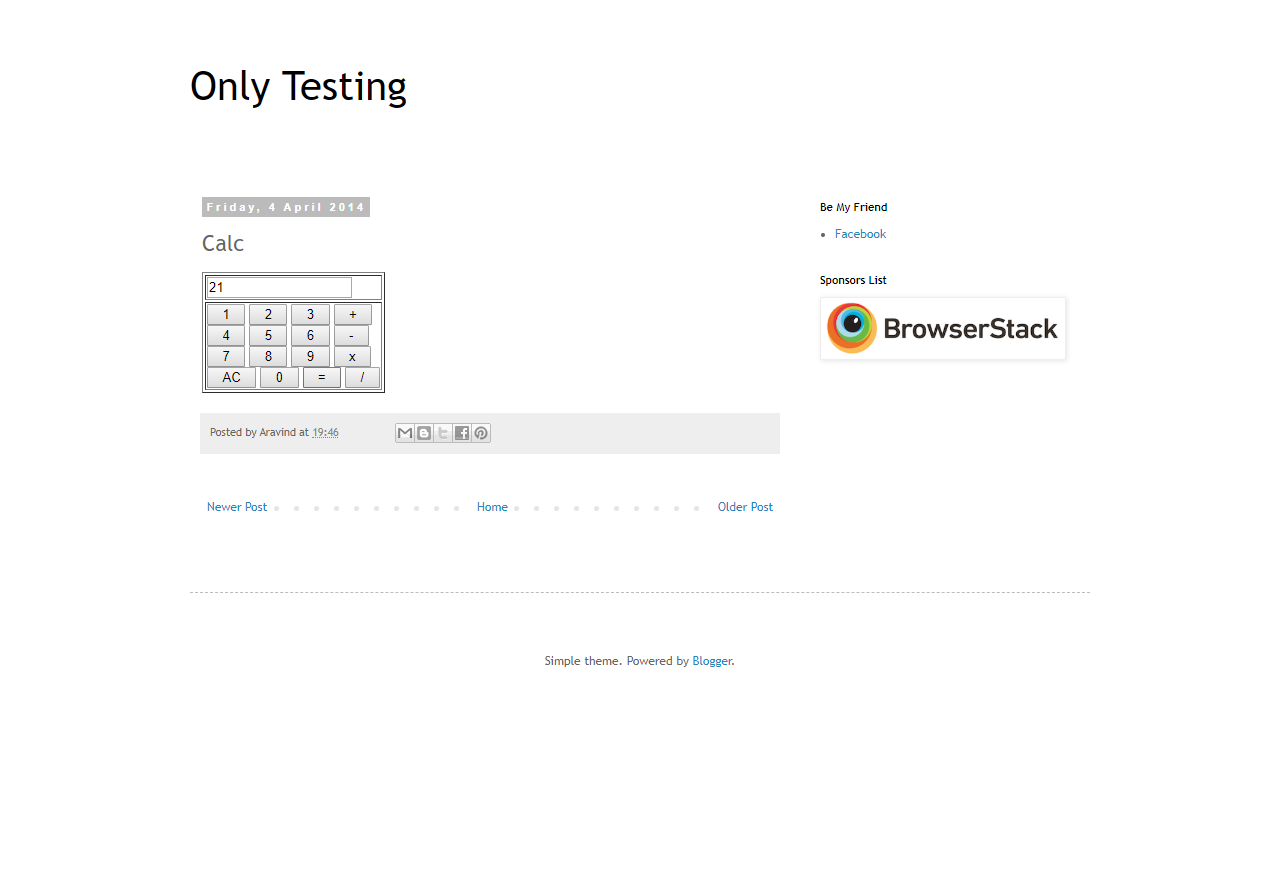 Only Testing
Friday, 4 April 2014
Calc
21
1 2 3 +
4 5 6 -
7 8 9 x
AC 0 = /
Posted by Aravind at 19:46
Newer Post Home Older Post
Be My Friend
Facebook
Sponsors List
BrowserStack
Simple theme. Powered by Blogger.